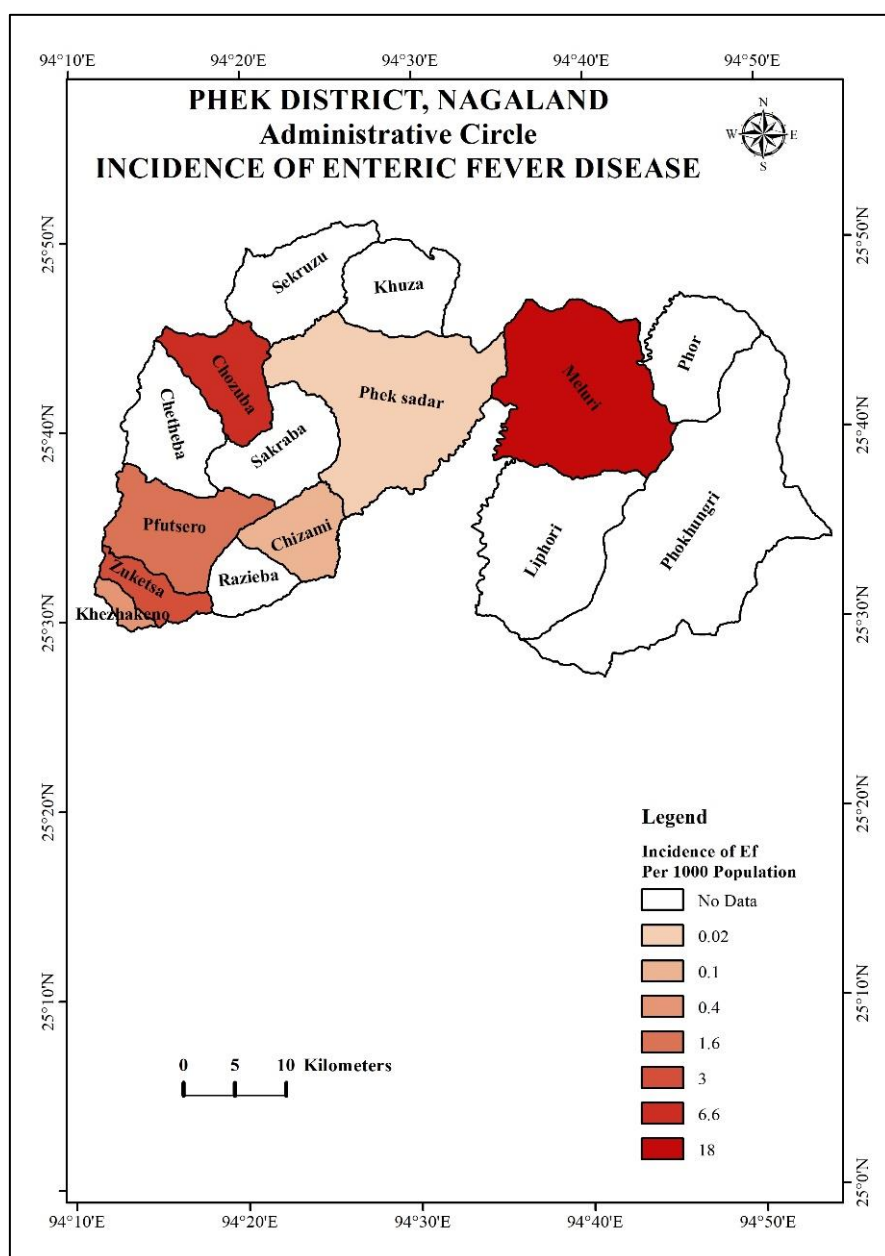 94°10'E 94°20'E 94°30'E 94°40'E 94°50'E
PHEK DISTRICT, NAGALAND
Administrative Circle
INCIDENCE OF ENTERIC FEVER DISEASE
N
W E
S
25°50'N 25°50'N
Sekruzu
Khuza
Phor
Chozuba
Meluri
Phek sadar
Chetheba
25°40'N 25°40'N
Sakraba
Pfutsero
Chizami
Liphori
Phokhungri
Zuketsa
Razieba
Khezhakeno
25°30'N 25°30'N
25°20'N 25°20'N
Legend
Incidence of Ef
Per 1000 Population
No Data
0.02
0.1
0.4
1.6
3
6.6
18
25°10'N 25°10'N
0 5 10 Kilometers
25°0'N 25°0'N
94°10'E 94°20'E 94°30'E 94°40'E 94°50'E